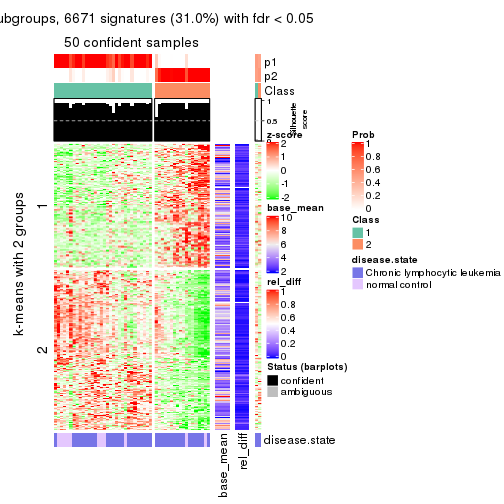 ubgroups, 6671 signatures (31.0%) with fdr < 0.05
50 confident samples
p1
p2
Class
1
0.5
0
Silhouette
score
k-means with 2 groups
1
2
z-score
2
1
0
-1
-2
base_mean
10
8
6
4
2
rel_diff
1
0.8
0.6
0.4
0.2
0
Status (barplots)
confident
ambiguous
Prob
1
0.8
0.6
0.4
0.2
0
Class
1
2
disease.state
Chronic lymphocytic leukemia
normal control
disease.state
base_mean
rel_diff